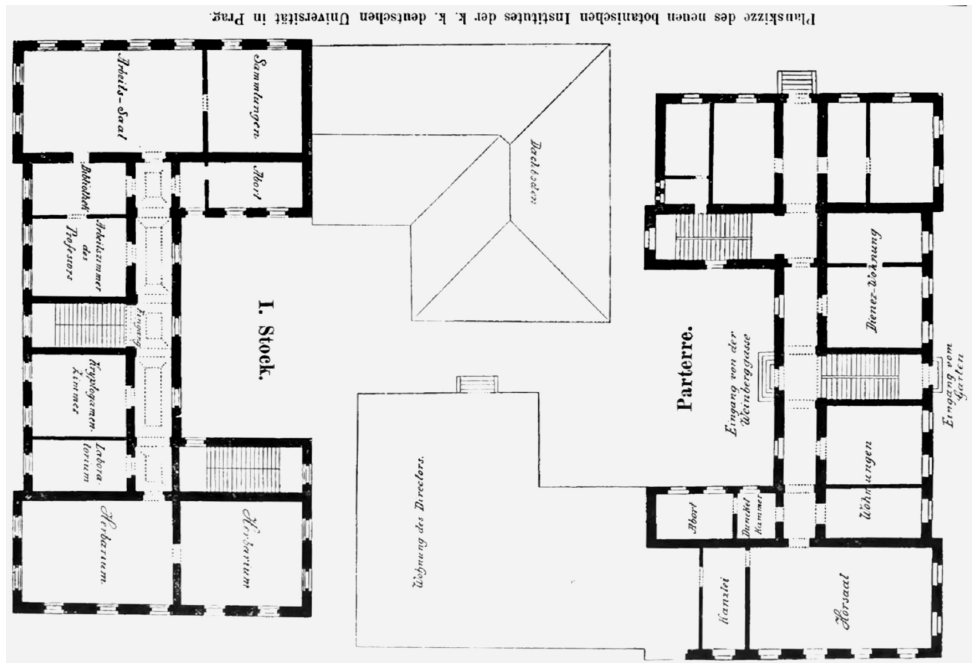 Planskizze des neuen botanischen Institutes der k. k. deutschen Universität in Prag.
Arbeits-Saal
Sammlungen
Bibliothek
Abort
Arbeitszimmer
des
Professors
Eingang
Kryptogamen-
Zimmer
Labora
torium
Herbarium.
Herbarium
I. Stock.
Dachboden
Wohnung des Directors.
Parterre.
Diener-Wohnung
Eingang von der
Weinberggasse
Eingang vom
Garten
Wohnungen
Abort
Dunkel
Kammer
Kanzlei
Hörsaal